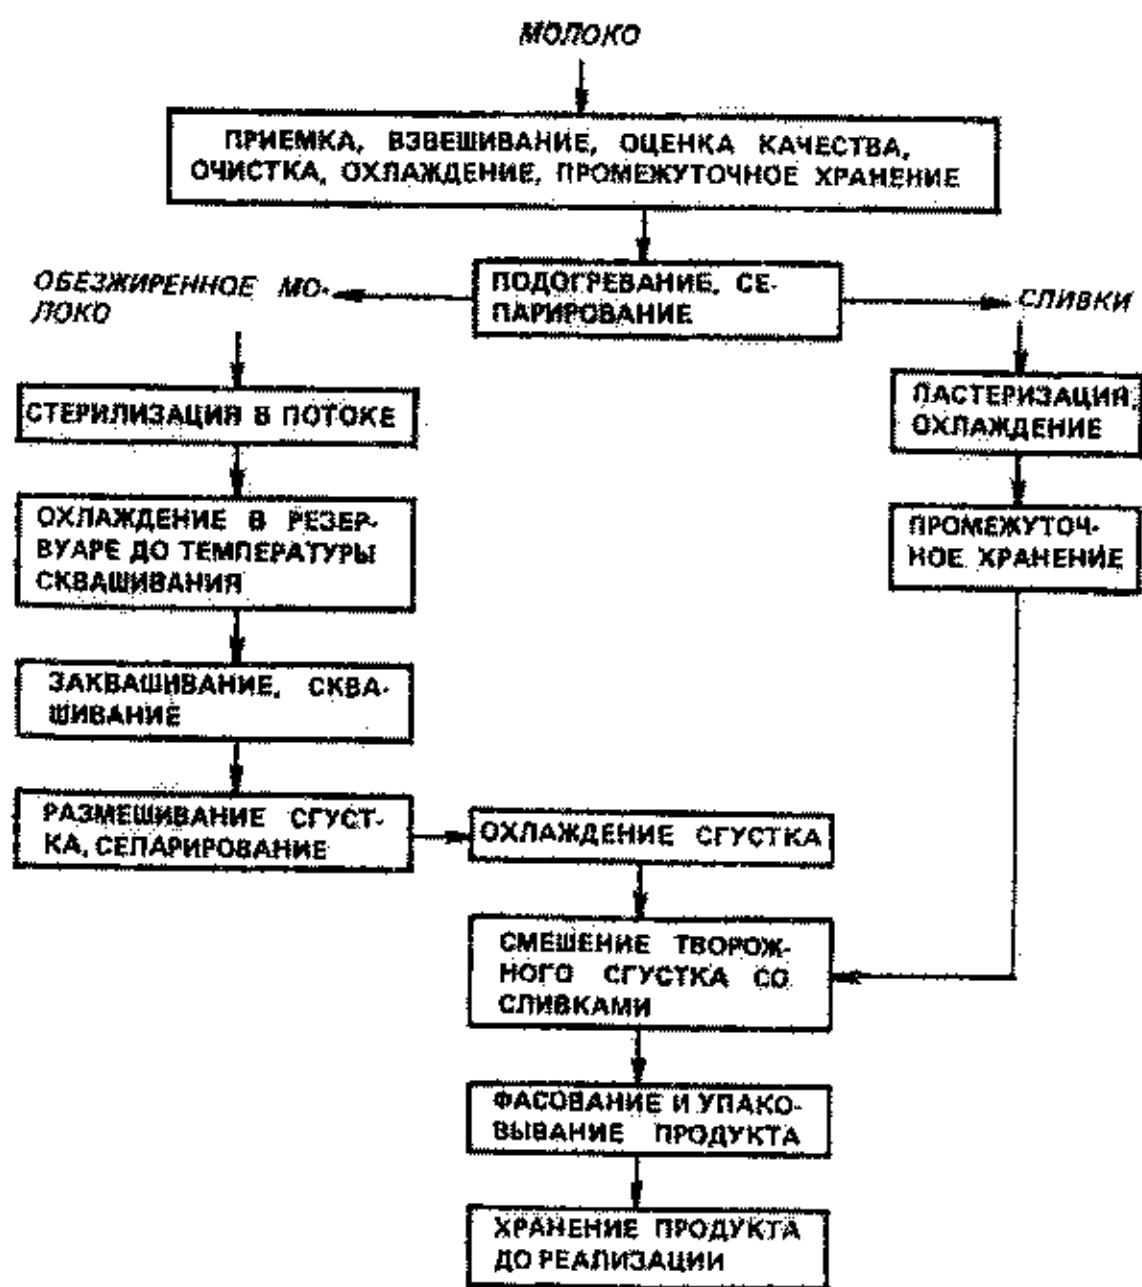 МОЛОКО
ПРИЕМКА, ВЗВЕШИВАНИЕ, ОЦЕНКА КАЧЕСТВА,
ОЧИСТКА, ОХЛАЖДЕНИЕ, ПРОМЕЖУТОЧНОЕ ХРАНЕНИЕ
ПОДОГРЕВАНИЕ, СЕ-
ПАРИРОВАНИЕ
ОБЕЗЖИРЕННОЕ МО-
ЛОКО
СТЕРИЛИЗАЦИЯ В ПОТОКЕ
ОХЛАЖДЕНИЕ В РЕЗЕР-
ВУАРЕ ДО ТЕМПЕРАТУРЫ
СКВАШИВАНИЯ
ЗАКВАШИВАНИЕ, СКВА-
ШИВАНИЕ
РАЗМЕШИВАНИЕ СГУСТ-
КА, СЕПАРИРОВАНИЕ
СЛИВКИ
ПАСТЕРИЗАЦИЯ,
ОХЛАЖДЕНИЕ
ПРОМЕЖУТОЧ-
НОЕ ХРАНЕНИЕ
ОХЛАЖДЕНИЕ СГУСТКА
СМЕШЕНИЕ ТВОРОЖ-
НОГО СГУСТКА СО
СЛИВКАМИ
ФАСОВАНИЕ И УПАКО-
ВЫВАНИЕ ПРОДУКТА
ХРАНЕНИЕ ПРОДУКТА
ДО РЕАЛИЗАЦИИ